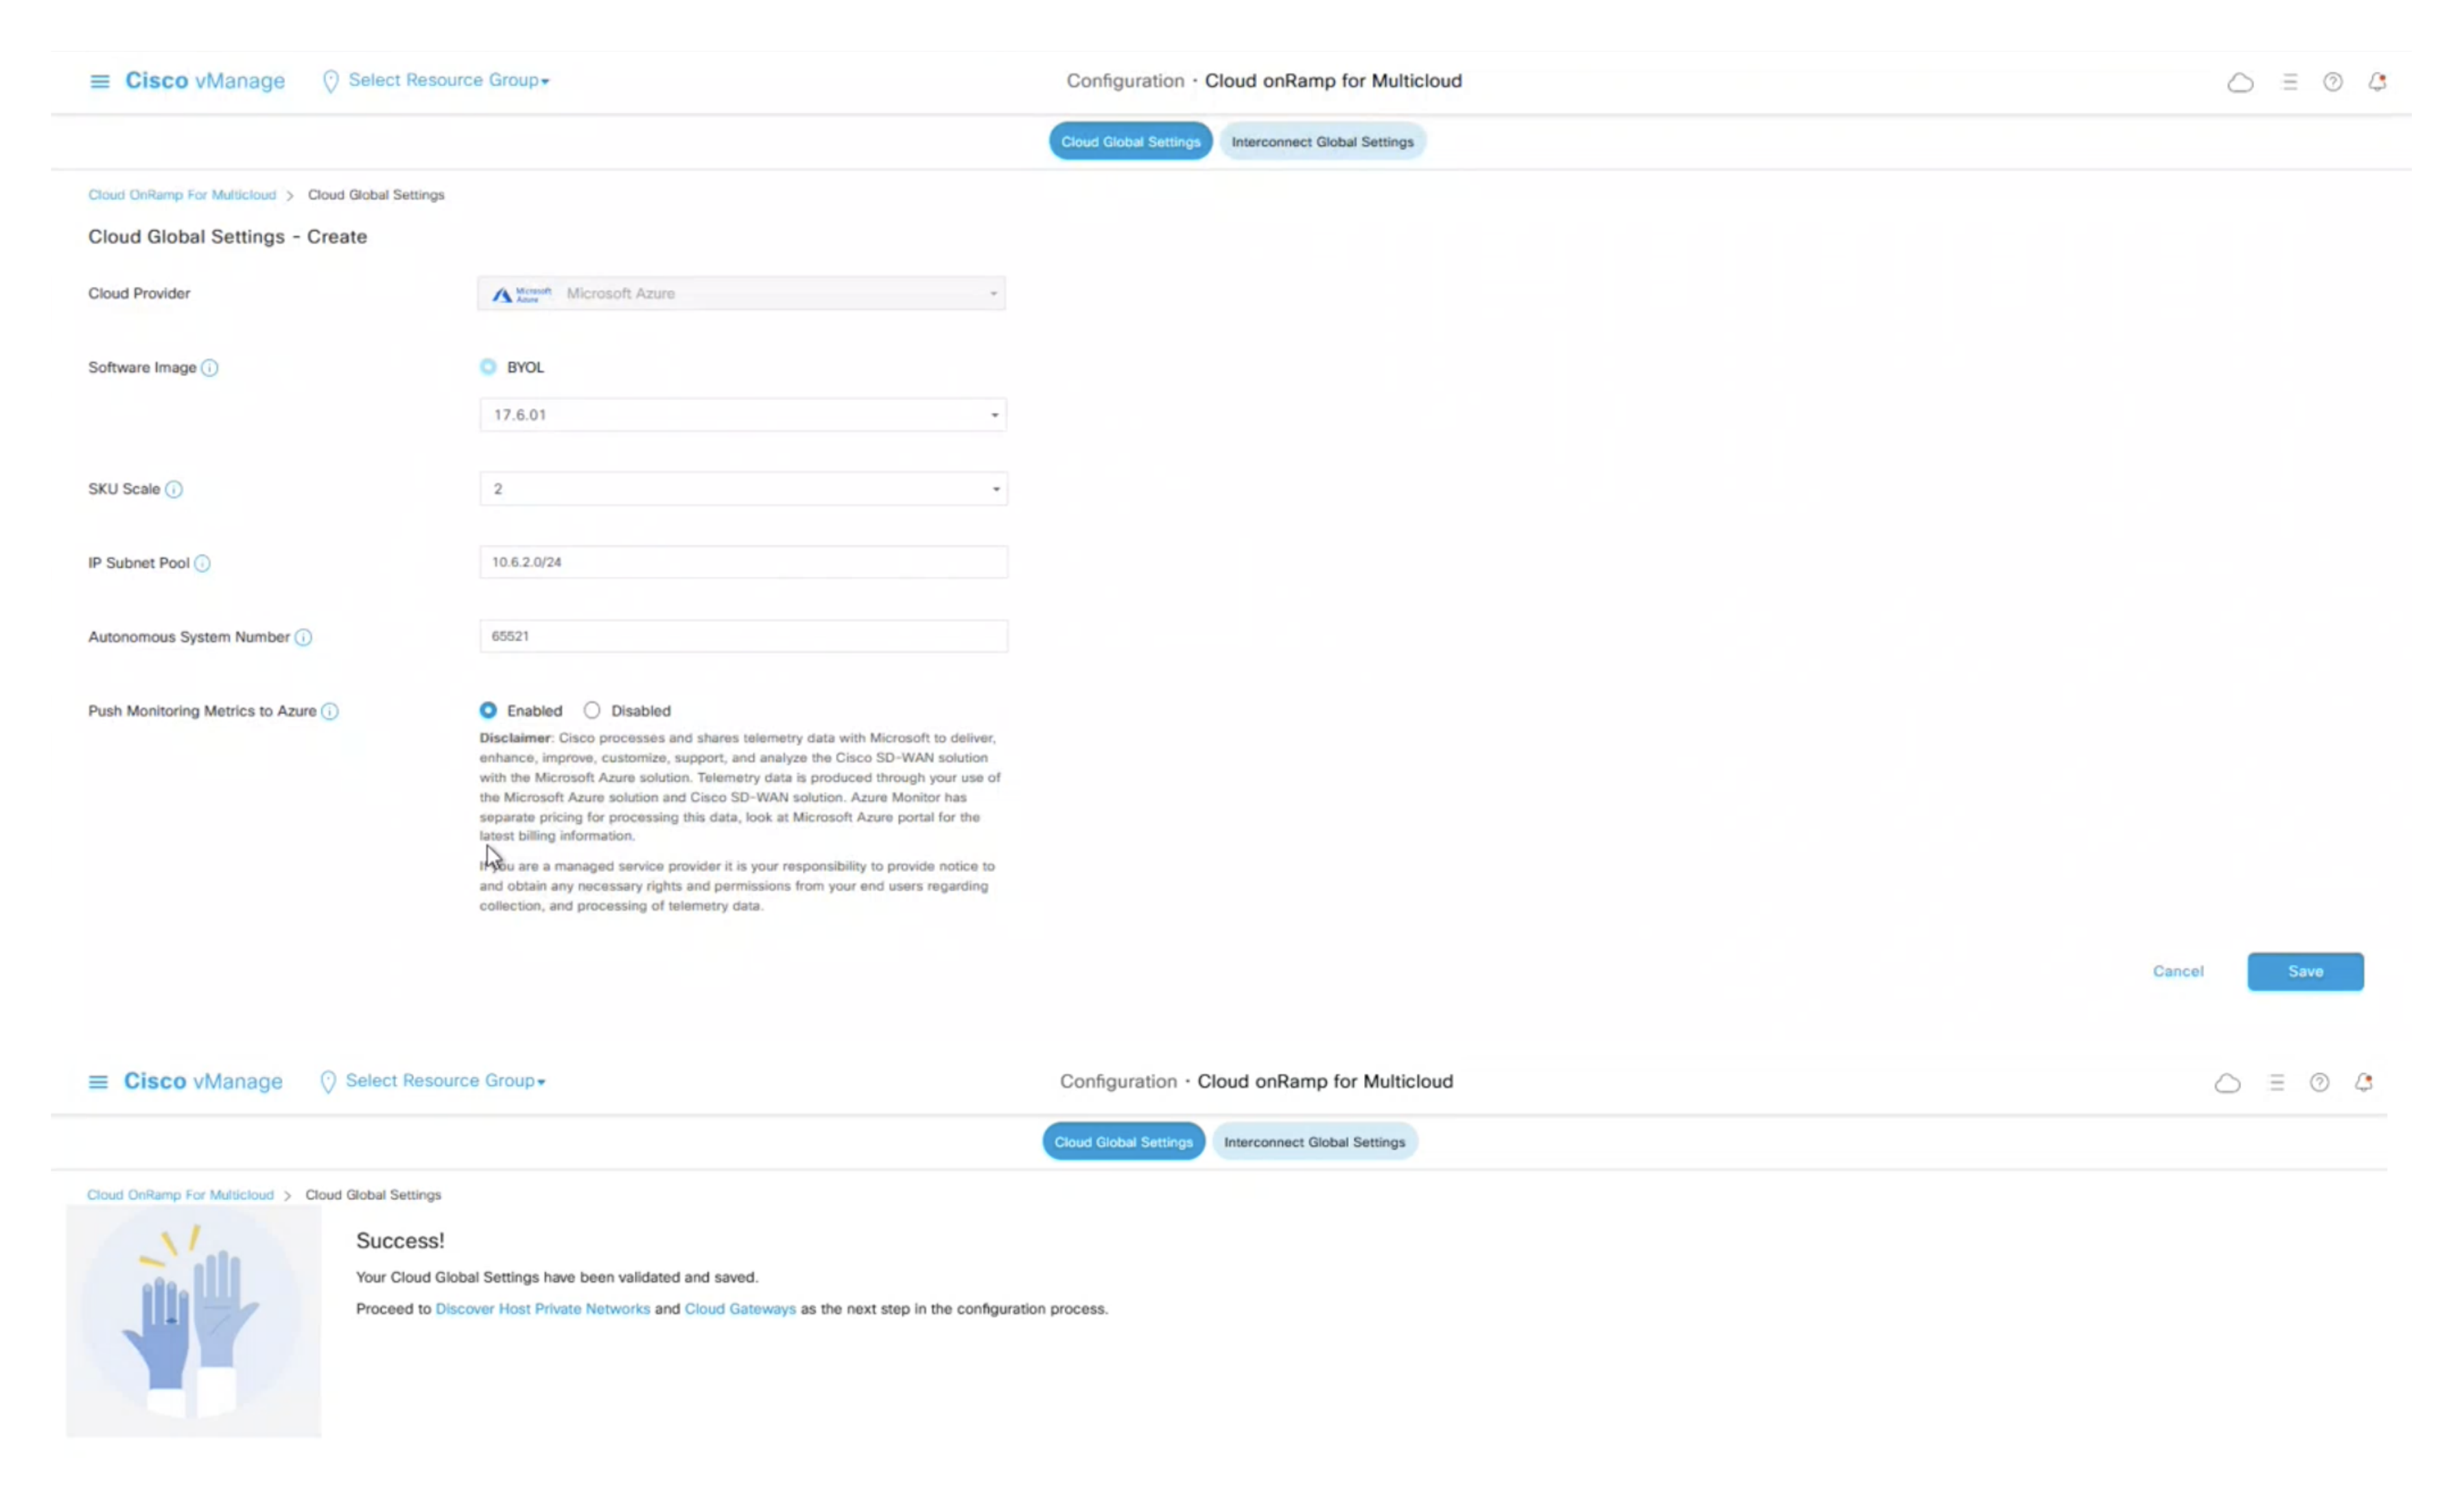 Cisco vManage Select Resource Group Configuration · Cloud onRamp for Multicloud
Cloud Global Settings Interconnect Global Settings
Cloud OnRamp For Multicloud > Cloud Global Settings
Cloud Global Settings - Create
Cloud Provider Microsoft Azure Microsoft Azure
Software Image BYOL
17.6.01
SKU Scale 2
IP Subnet Pool 10.6.2.0/24
Autonomous System Number 65521
Push Monitoring Metrics to Azure Enabled Disabled
Disclaimer: Cisco processes and shares telemetry data with Microsoft to deliver,
enhance, improve, customize, support, and analyze the Cisco SD-WAN solution
with the Microsoft Azure solution. Telemetry data is produced through your use of
the Microsoft Azure solution and Cisco SD-WAN solution. Azure Monitor has
separate pricing for processing this data, look at Microsoft Azure portal for the
latest billing information.
If you are a managed service provider it is your responsibility to provide notice to
and obtain any necessary rights and permissions from your end users regarding
collection, and processing of telemetry data.
Cancel Save
Cisco vManage Select Resource Group Configuration · Cloud onRamp for Multicloud
Cloud Global Settings Interconnect Global Settings
Cloud OnRamp For Multicloud > Cloud Global Settings
Success!
Your Cloud Global Settings have been validated and saved.
Proceed to Discover Host Private Networks and Cloud Gateways as the next step in the configuration process.